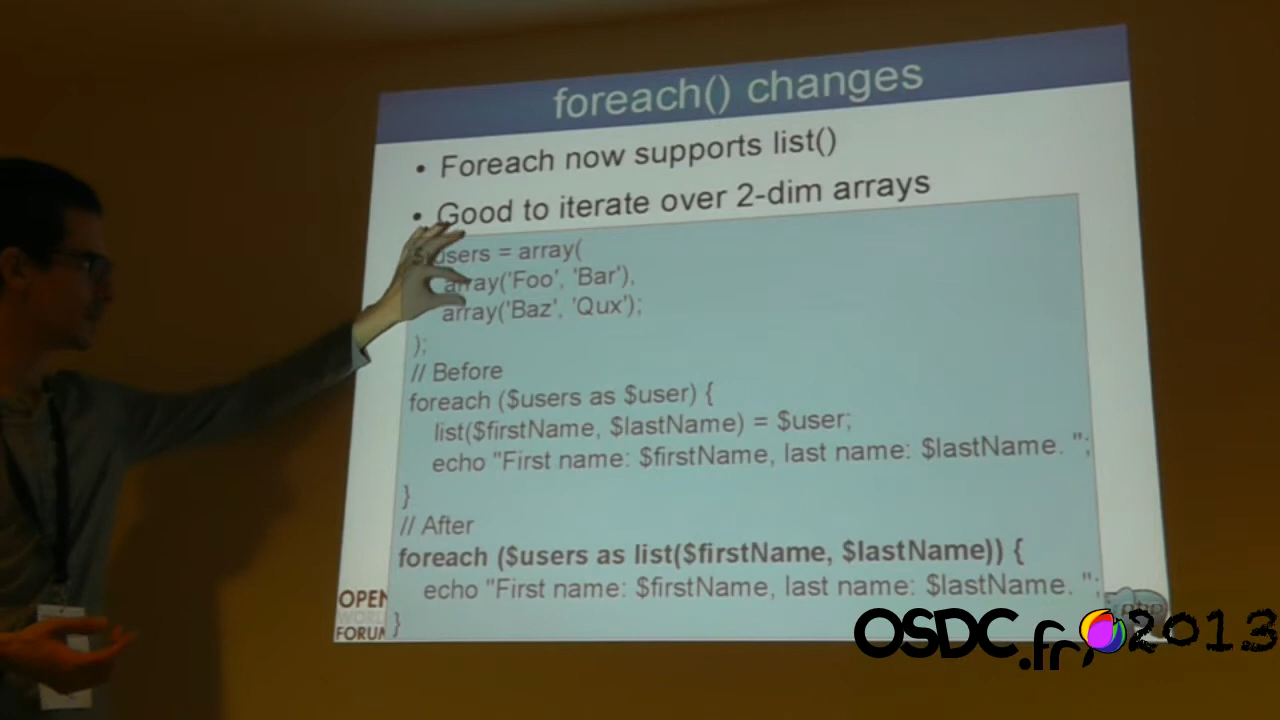 foreach() changes
• Foreach now supports list()
• Good to iterate over 2-dim arrays
$users = array(
array('Foo', 'Bar'),
array('Baz', 'Qux');
);
// Before
foreach ($users as $user) {
list($firstName, $lastName) = $user;
echo "First name: $firstName, last name: $lastName. ";
}
// After
foreach ($users as list($firstName, $lastName)) {
echo "First name: $firstName, last name: $lastName. ";
}
OPEN
WORLD
FORUM
php
OSDC.fr 2013